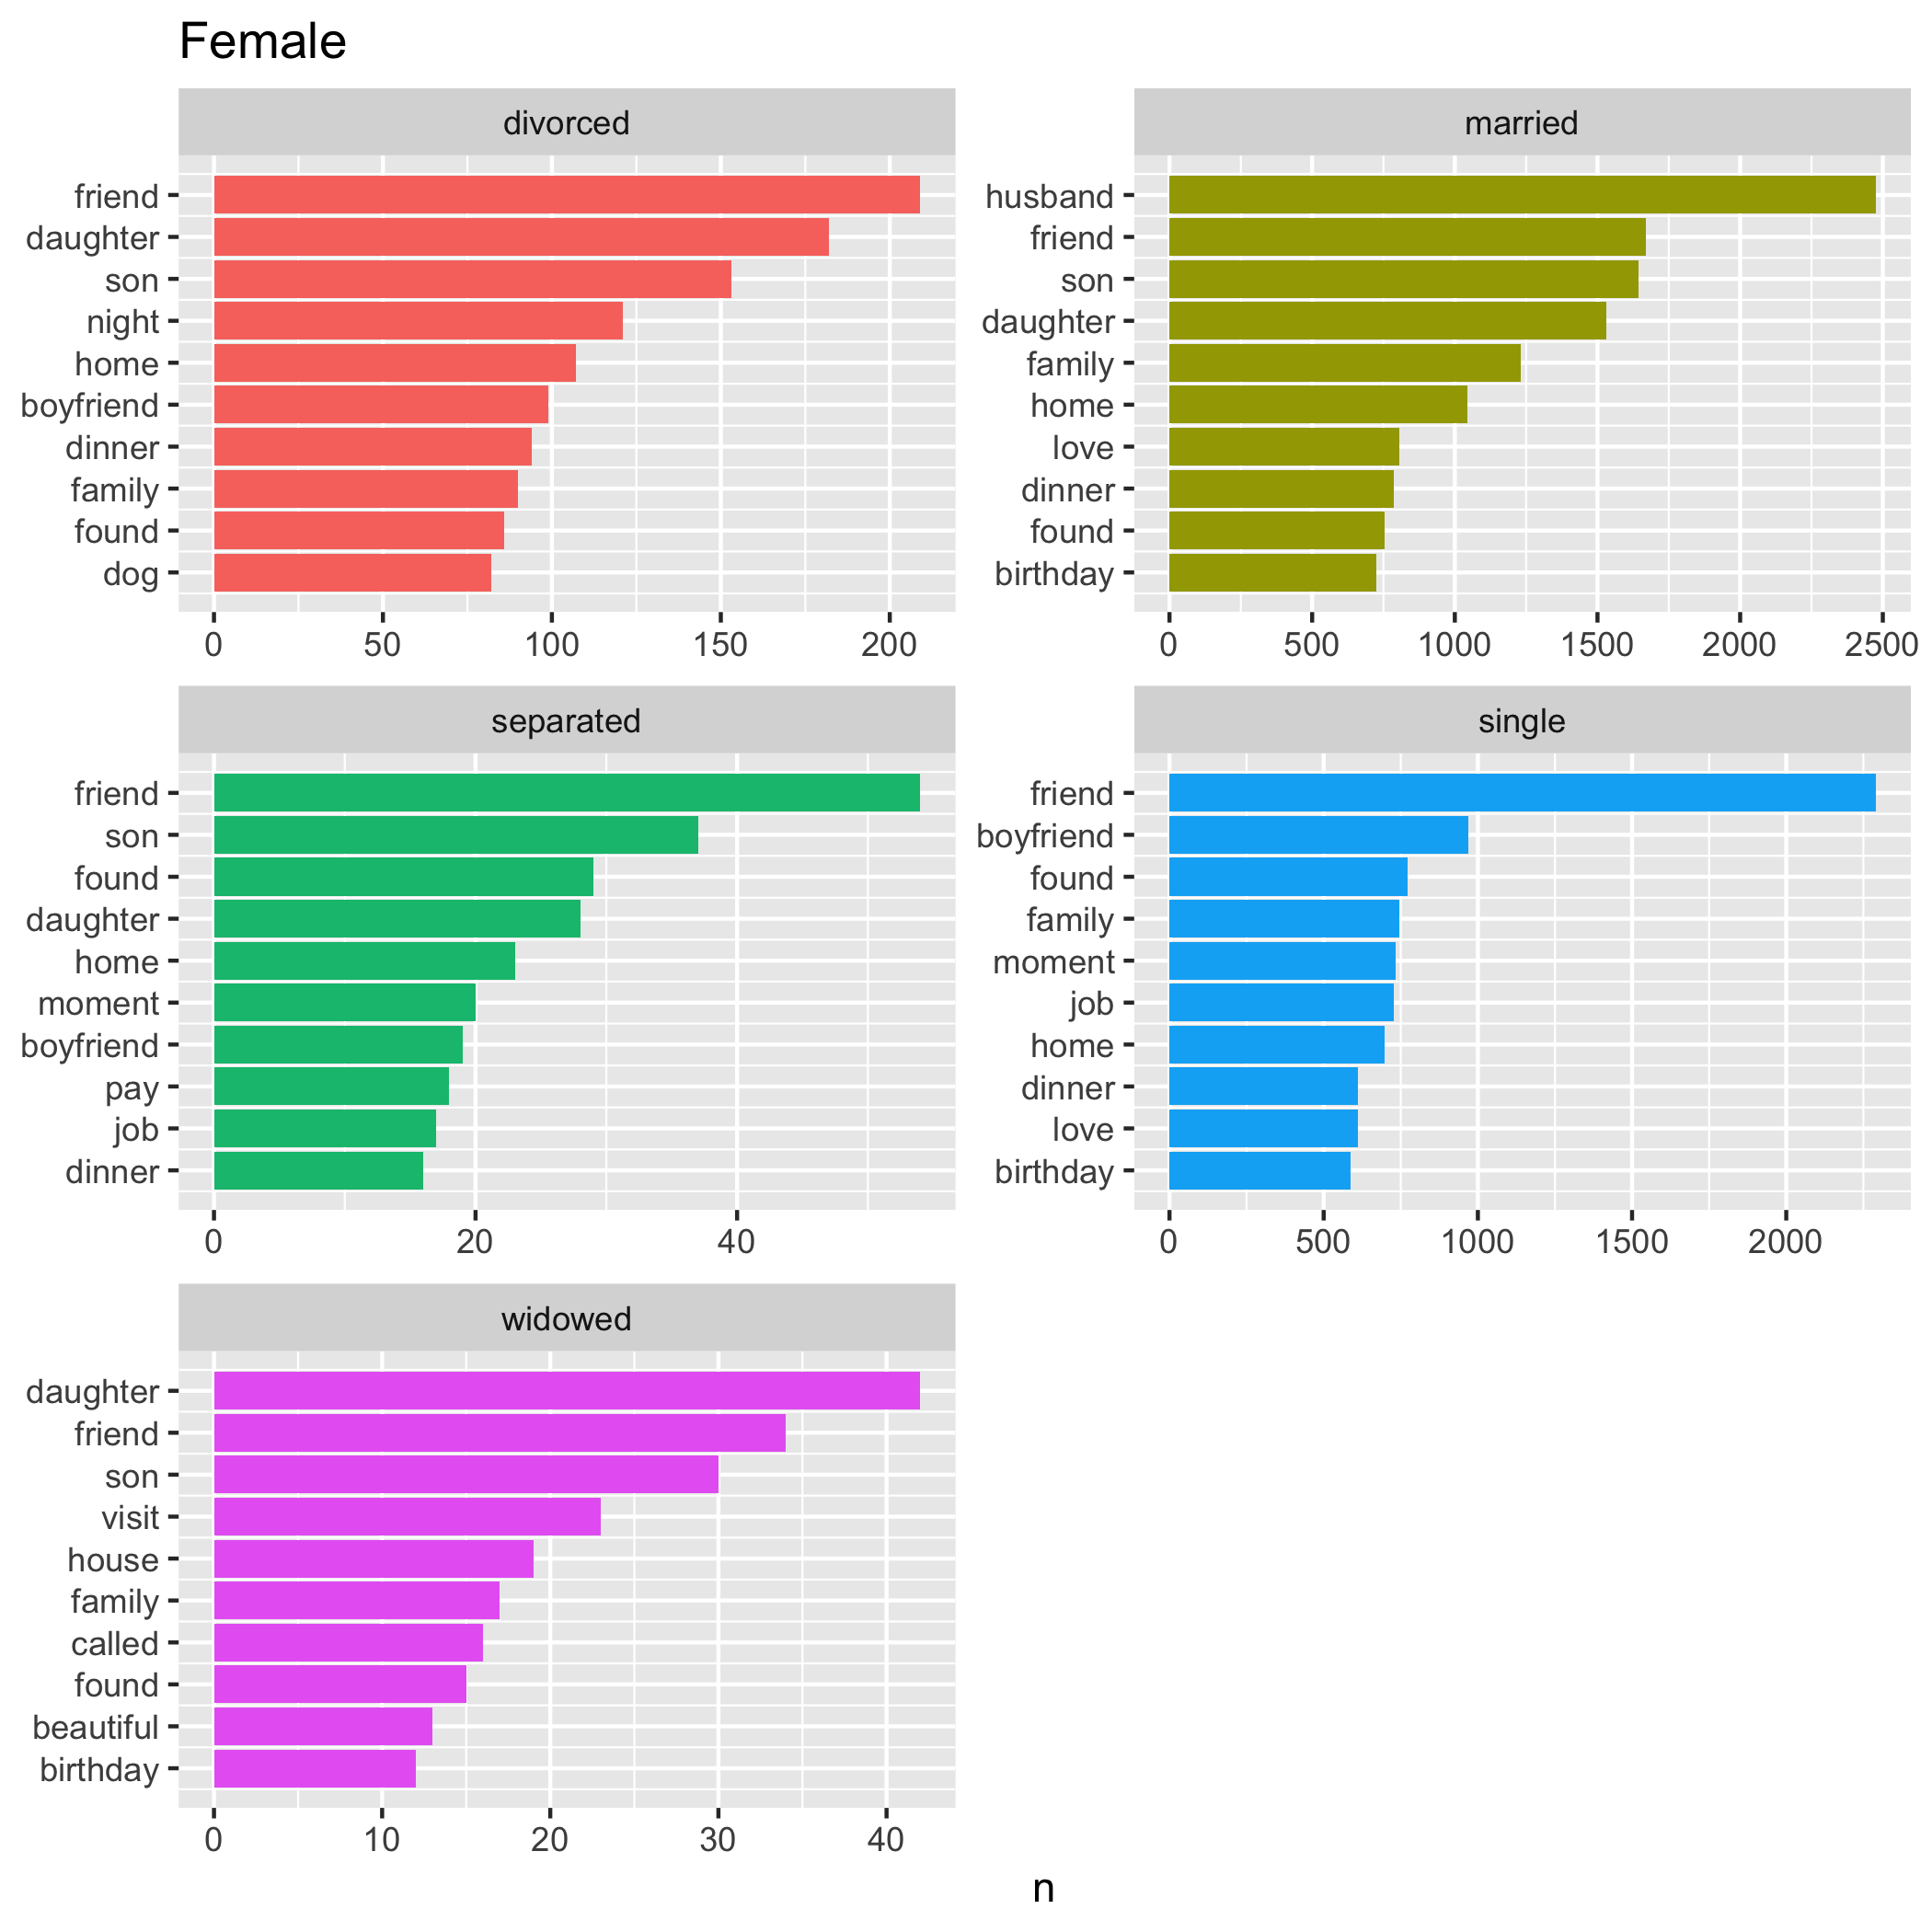 Female
divorced
friend
daughter
son
night
home
boyfriend
dinner
family
found
dog
0 50 100 150 200
married
husband
friend
son
daughter
family
home
love
dinner
found
birthday
0 500 1000 1500 2000 2500
separated
friend
son
found
daughter
home
moment
boyfriend
pay
job
dinner
0 20 40
single
friend
boyfriend
found
family
moment
job
home
dinner
love
birthday
0 500 1000 1500 2000
widowed
daughter
friend
son
visit
house
family
called
found
beautiful
birthday
0 10 20 30 40
n